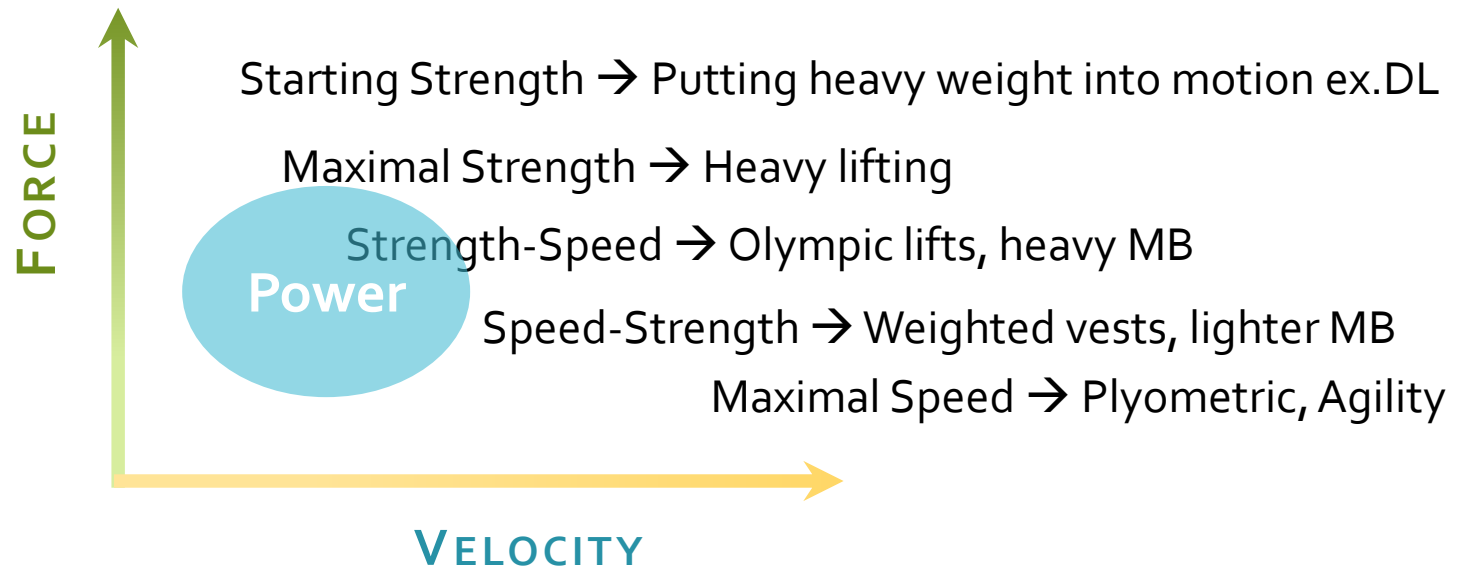 FORCE
Starting Strength → Putting heavy weight into motion ex.DL
Maximal Strength → Heavy lifting
Strength-Speed → Olympic lifts, heavy MB
Power
Speed-Strength → Weighted vests, lighter MB
Maximal Speed → Plyometric, Agility
VELOCITY